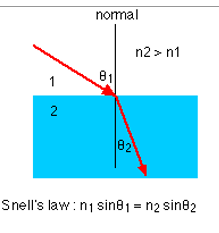 normal
n2 > n1
θ1
1
2
θ2
Snell's law : n1 sinθ1 = n2 sinθ2